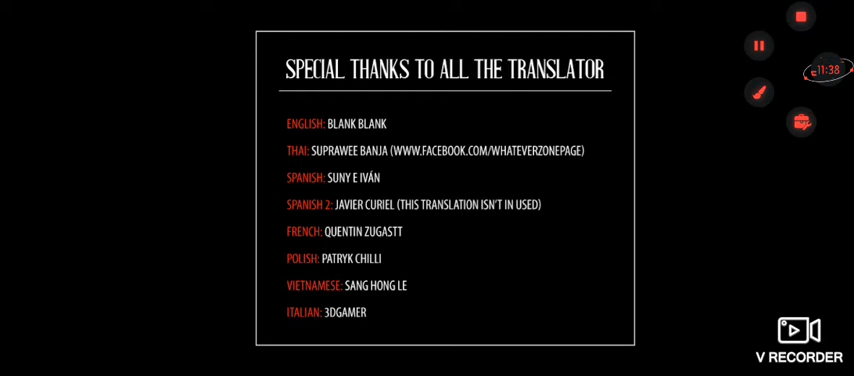 SPECIAL THANKS TO ALL THE TRANSLATOR
ENGLISH: BLANK BLANK
THAI: SUPRAWEE BANJA (WWW.FACEBOOK.COM/WHATEVERZONEPAGE)
SPANISH: SUNY E IVÁN
SPANISH 2: JAVIER CURIEL (THIS TRANSLATION ISN'T IN USED)
FRENCH: QUENTIN ZUGASTT
POLISH: PATRYK CHILLI
VIETNAMESE: SANG HONG LE
ITALIAN: 3DGAMER
11:38
V RECORDER